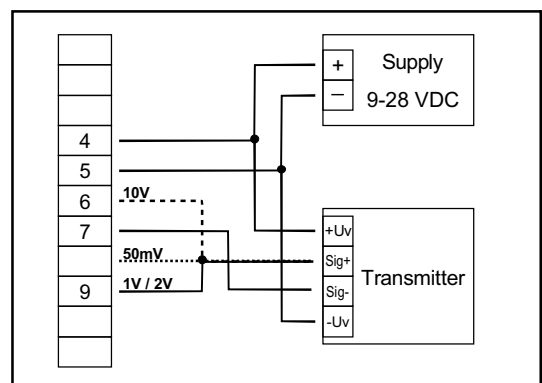 + Supply
− 9-28 VDC
4
5
6 10V
7 +Uv
50mV Sig+
Transmitter
9 1V / 2V Sig-
-Uv